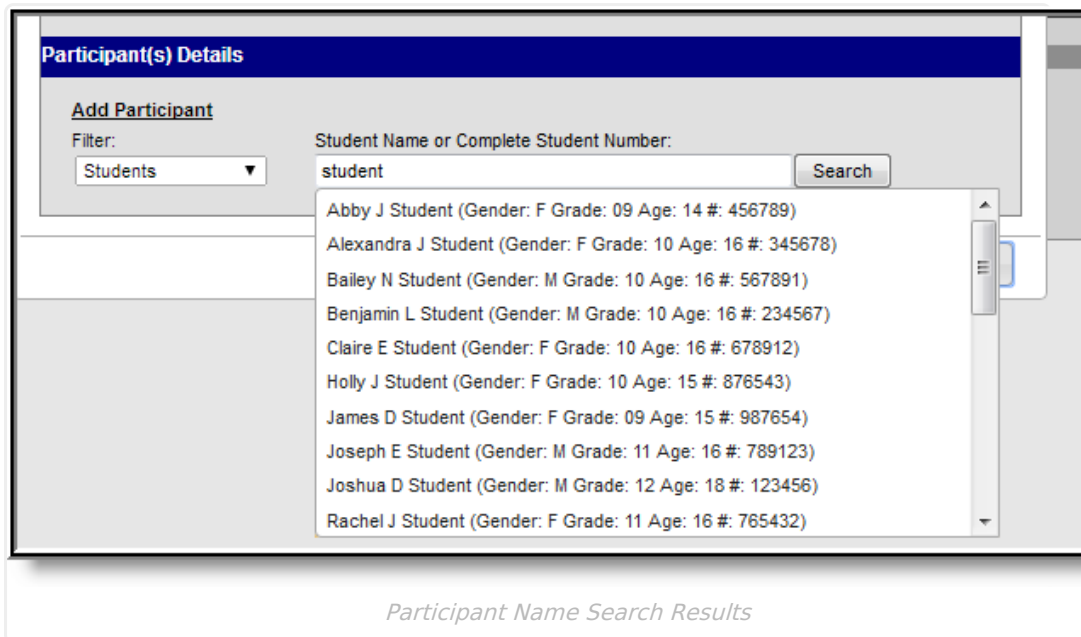 Participant(s) Details
Add Participant
Filter:
Student Name or Complete Student Number:
Students
student
Search
Abby J Student (Gender: F Grade: 09 Age: 14 #: 456789)
Alexandra J Student (Gender: F Grade: 10 Age: 16 #: 345678)
Bailey N Student (Gender: M Grade: 10 Age: 16 #: 567891)
Benjamin L Student (Gender: M Grade: 10 Age: 16 #: 234567)
Claire E Student (Gender: F Grade: 10 Age: 16 #: 678912)
Holly J Student (Gender: F Grade: 10 Age: 15 #: 876543)
James D Student (Gender: F Grade: 09 Age: 15 #: 987654)
Joseph E Student (Gender: M Grade: 11 Age: 16 #: 789123)
Joshua D Student (Gender: M Grade: 12 Age: 18 #: 123456)
Rachel J Student (Gender: F Grade: 11 Age: 16 #: 765432)
Participant Name Search Results